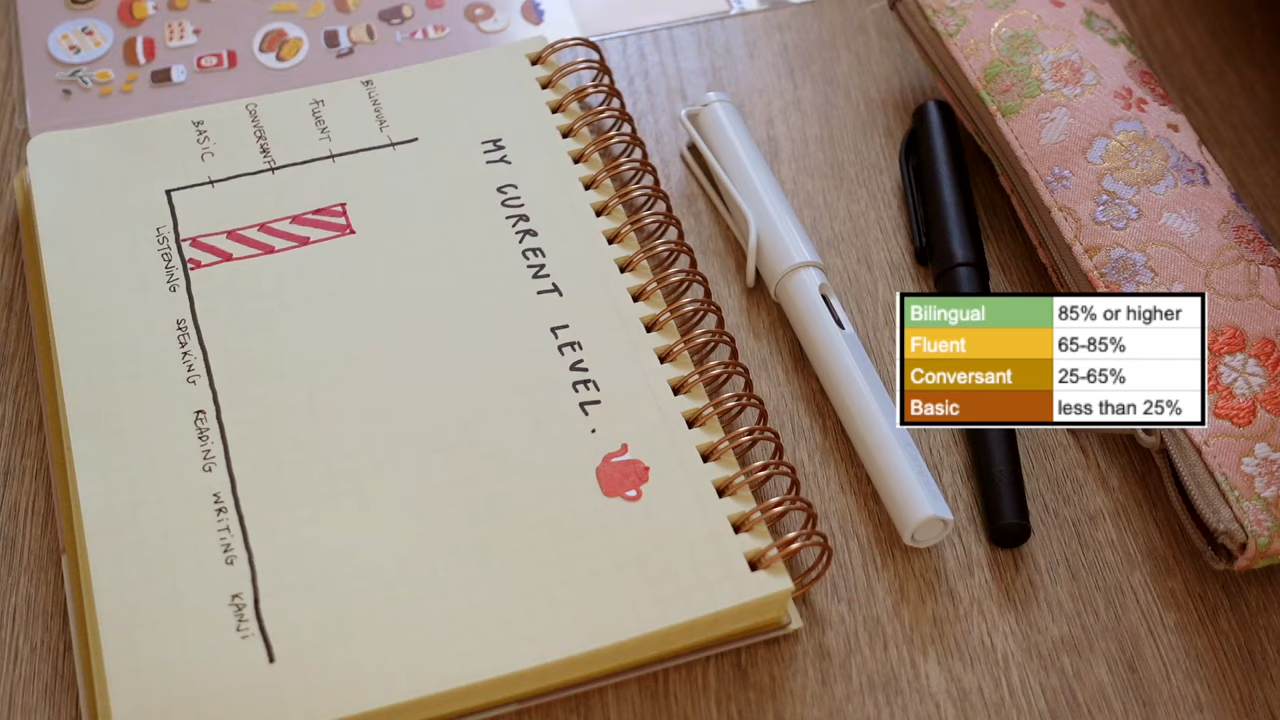 MY CURRENT LEVEL.
BiLiNGUAL
FLUENT
CONVERSANT
BASiC
LiSTENiNG
SPEAKiNG
READiNG
WRiTiNG
KANJi
Bilingual 85% or higher
Fluent 65-85%
Conversant 25-65%
Basic less than 25%